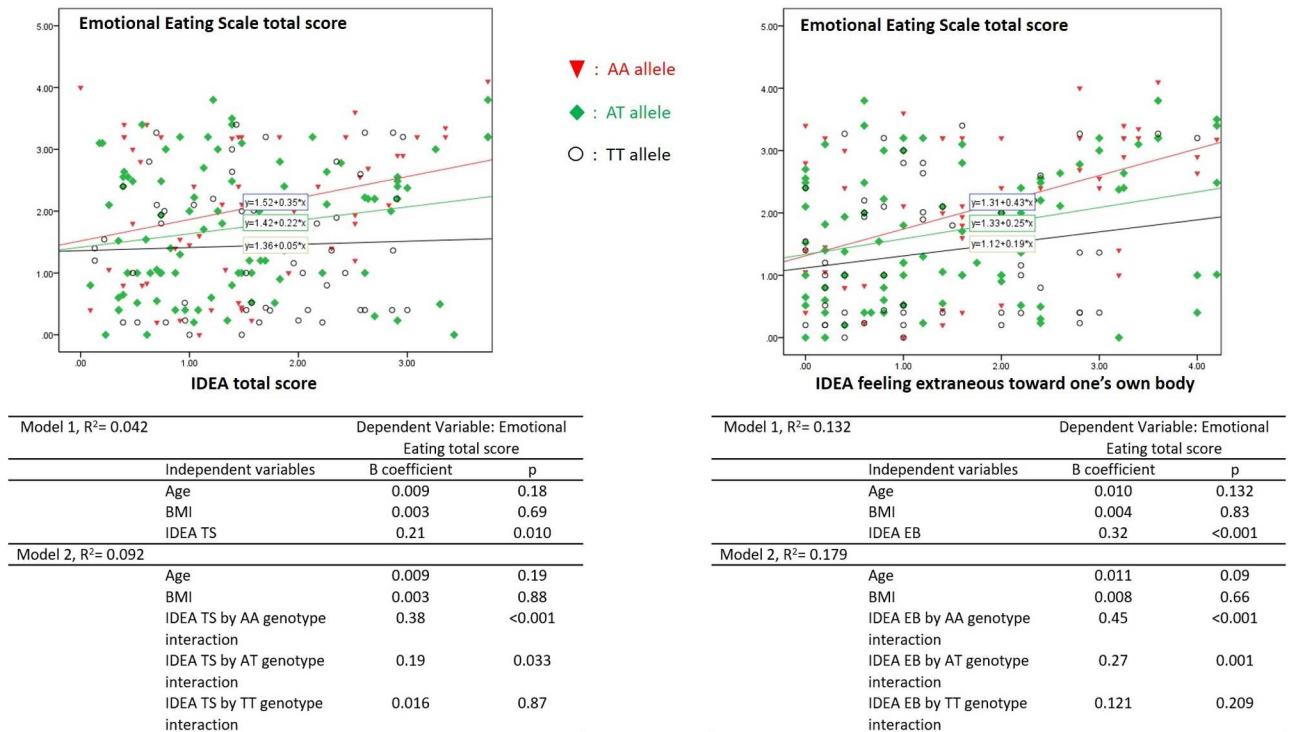 Emotional Eating Scale total score
5.00
4.00
3.00
2.00
1.00
.00
y=1.52+0.35*x
y=1.42+0.22*x
y=1.36+0.05*x
.00 1.00 2.00 3.00
IDEA total score
: AA allele
: AT allele
: TT allele
Emotional Eating Scale total score
5.00
4.00
3.00
2.00
1.00
.00
y=1.31+0.43*x
y=1.33+0.25*x
y=1.12+0.19*x
.00 1.00 2.00 3.00 4.00
IDEA feeling extraneous toward one's own body
Model 1, R²= 0.042 Dependent Variable: Emotional
Eating total score
Independent variables B coefficient p
Age 0.009 0.18
BMI 0.003 0.69
IDEA TS 0.21 0.010
Model 2, R²= 0.092
Age 0.009 0.19
BMI 0.003 0.88
IDEA TS by AA genotype 0.38 <0.001
interaction
IDEA TS by AT genotype 0.19 0.033
interaction
IDEA TS by TT genotype 0.016 0.87
interaction
Model 1, R²= 0.132 Dependent Variable: Emotional
Eating total score
Independent variables B coefficient p
Age 0.010 0.132
BMI 0.004 0.83
IDEA EB 0.32 <0.001
Model 2, R²= 0.179
Age 0.011 0.09
BMI 0.008 0.66
IDEA EB by AA genotype 0.45 <0.001
interaction
IDEA EB by AT genotype 0.27 0.001
interaction
IDEA EB by TT genotype 0.121 0.209
interaction